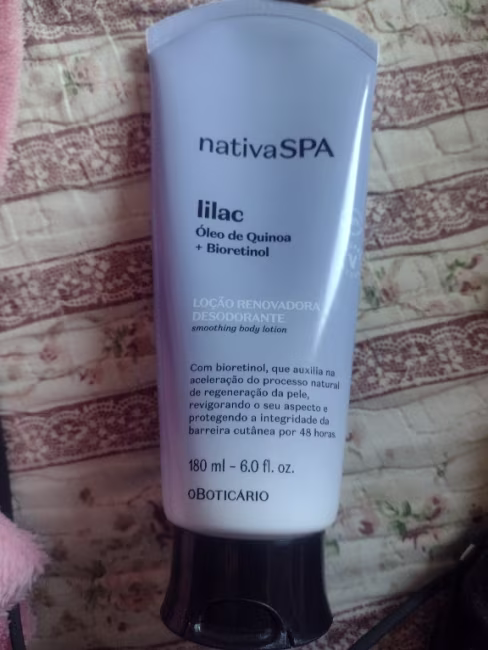 nativaSPA
lilac
Óleo de Quinoa
+ Bioretinol
LOÇÃO RENOVADORA
DESODORANTE
smoothing body lotion
Com bioretinol, que auxilia na
aceleração do processo natural
de regeneração da pele,
revigorando o seu aspecto e
protegendo a integridade da
barreira cutânea por 48 horas.
180 ml - 6.0 fl. oz.
oBOTICÁRIO